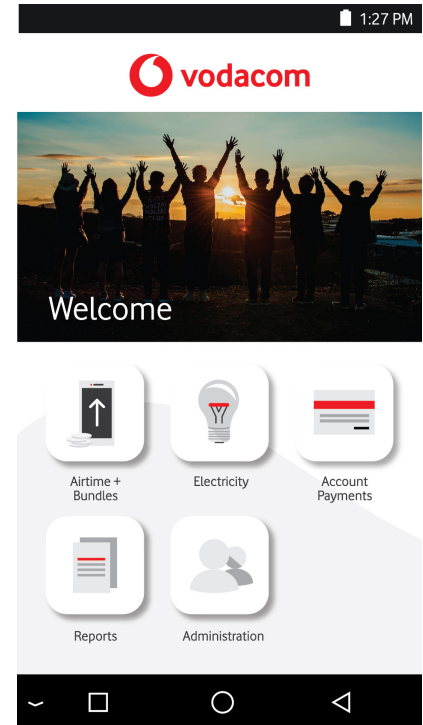 1:27 PM
vodacom
Welcome
Airtime +
Bundles
Electricity
Account
Payments
Reports
Administration